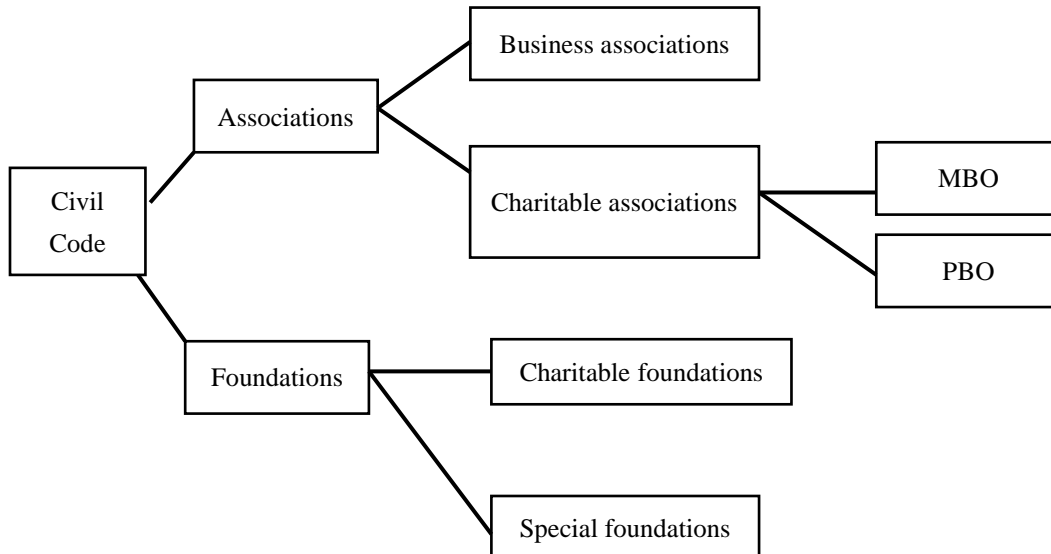 Business associations
Associations
Charitable associations
MBO
Civil
Code
PBO
Foundations
Charitable foundations
Special foundations